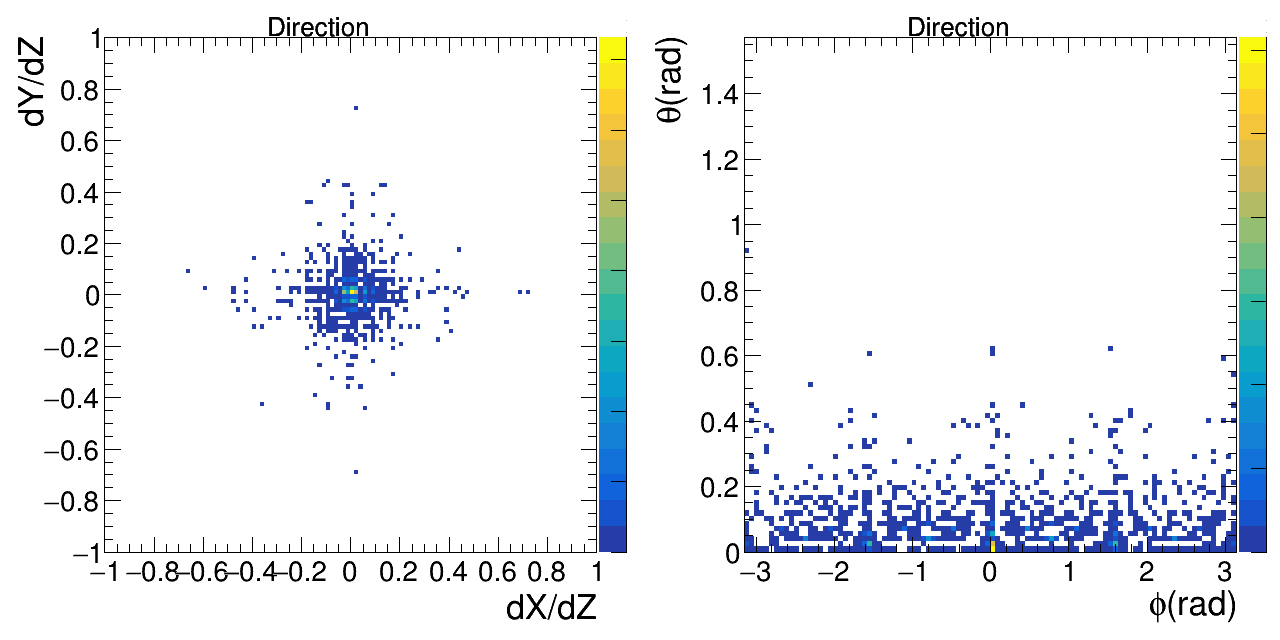 Direction
dY/dZ
1
0.8
0.6
0.4
0.2
0
−0.2
−0.4
−0.6
−0.8
−1
−1 −0.8 −0.6 −0.4 −0.2 0 0.2 0.4 0.6 0.8 1
dX/dZ
Direction
θ(rad)
1.4
1.2
1
0.8
0.6
0.4
0.2
0
−3 −2 −1 0 1 2 3
ϕ(rad)